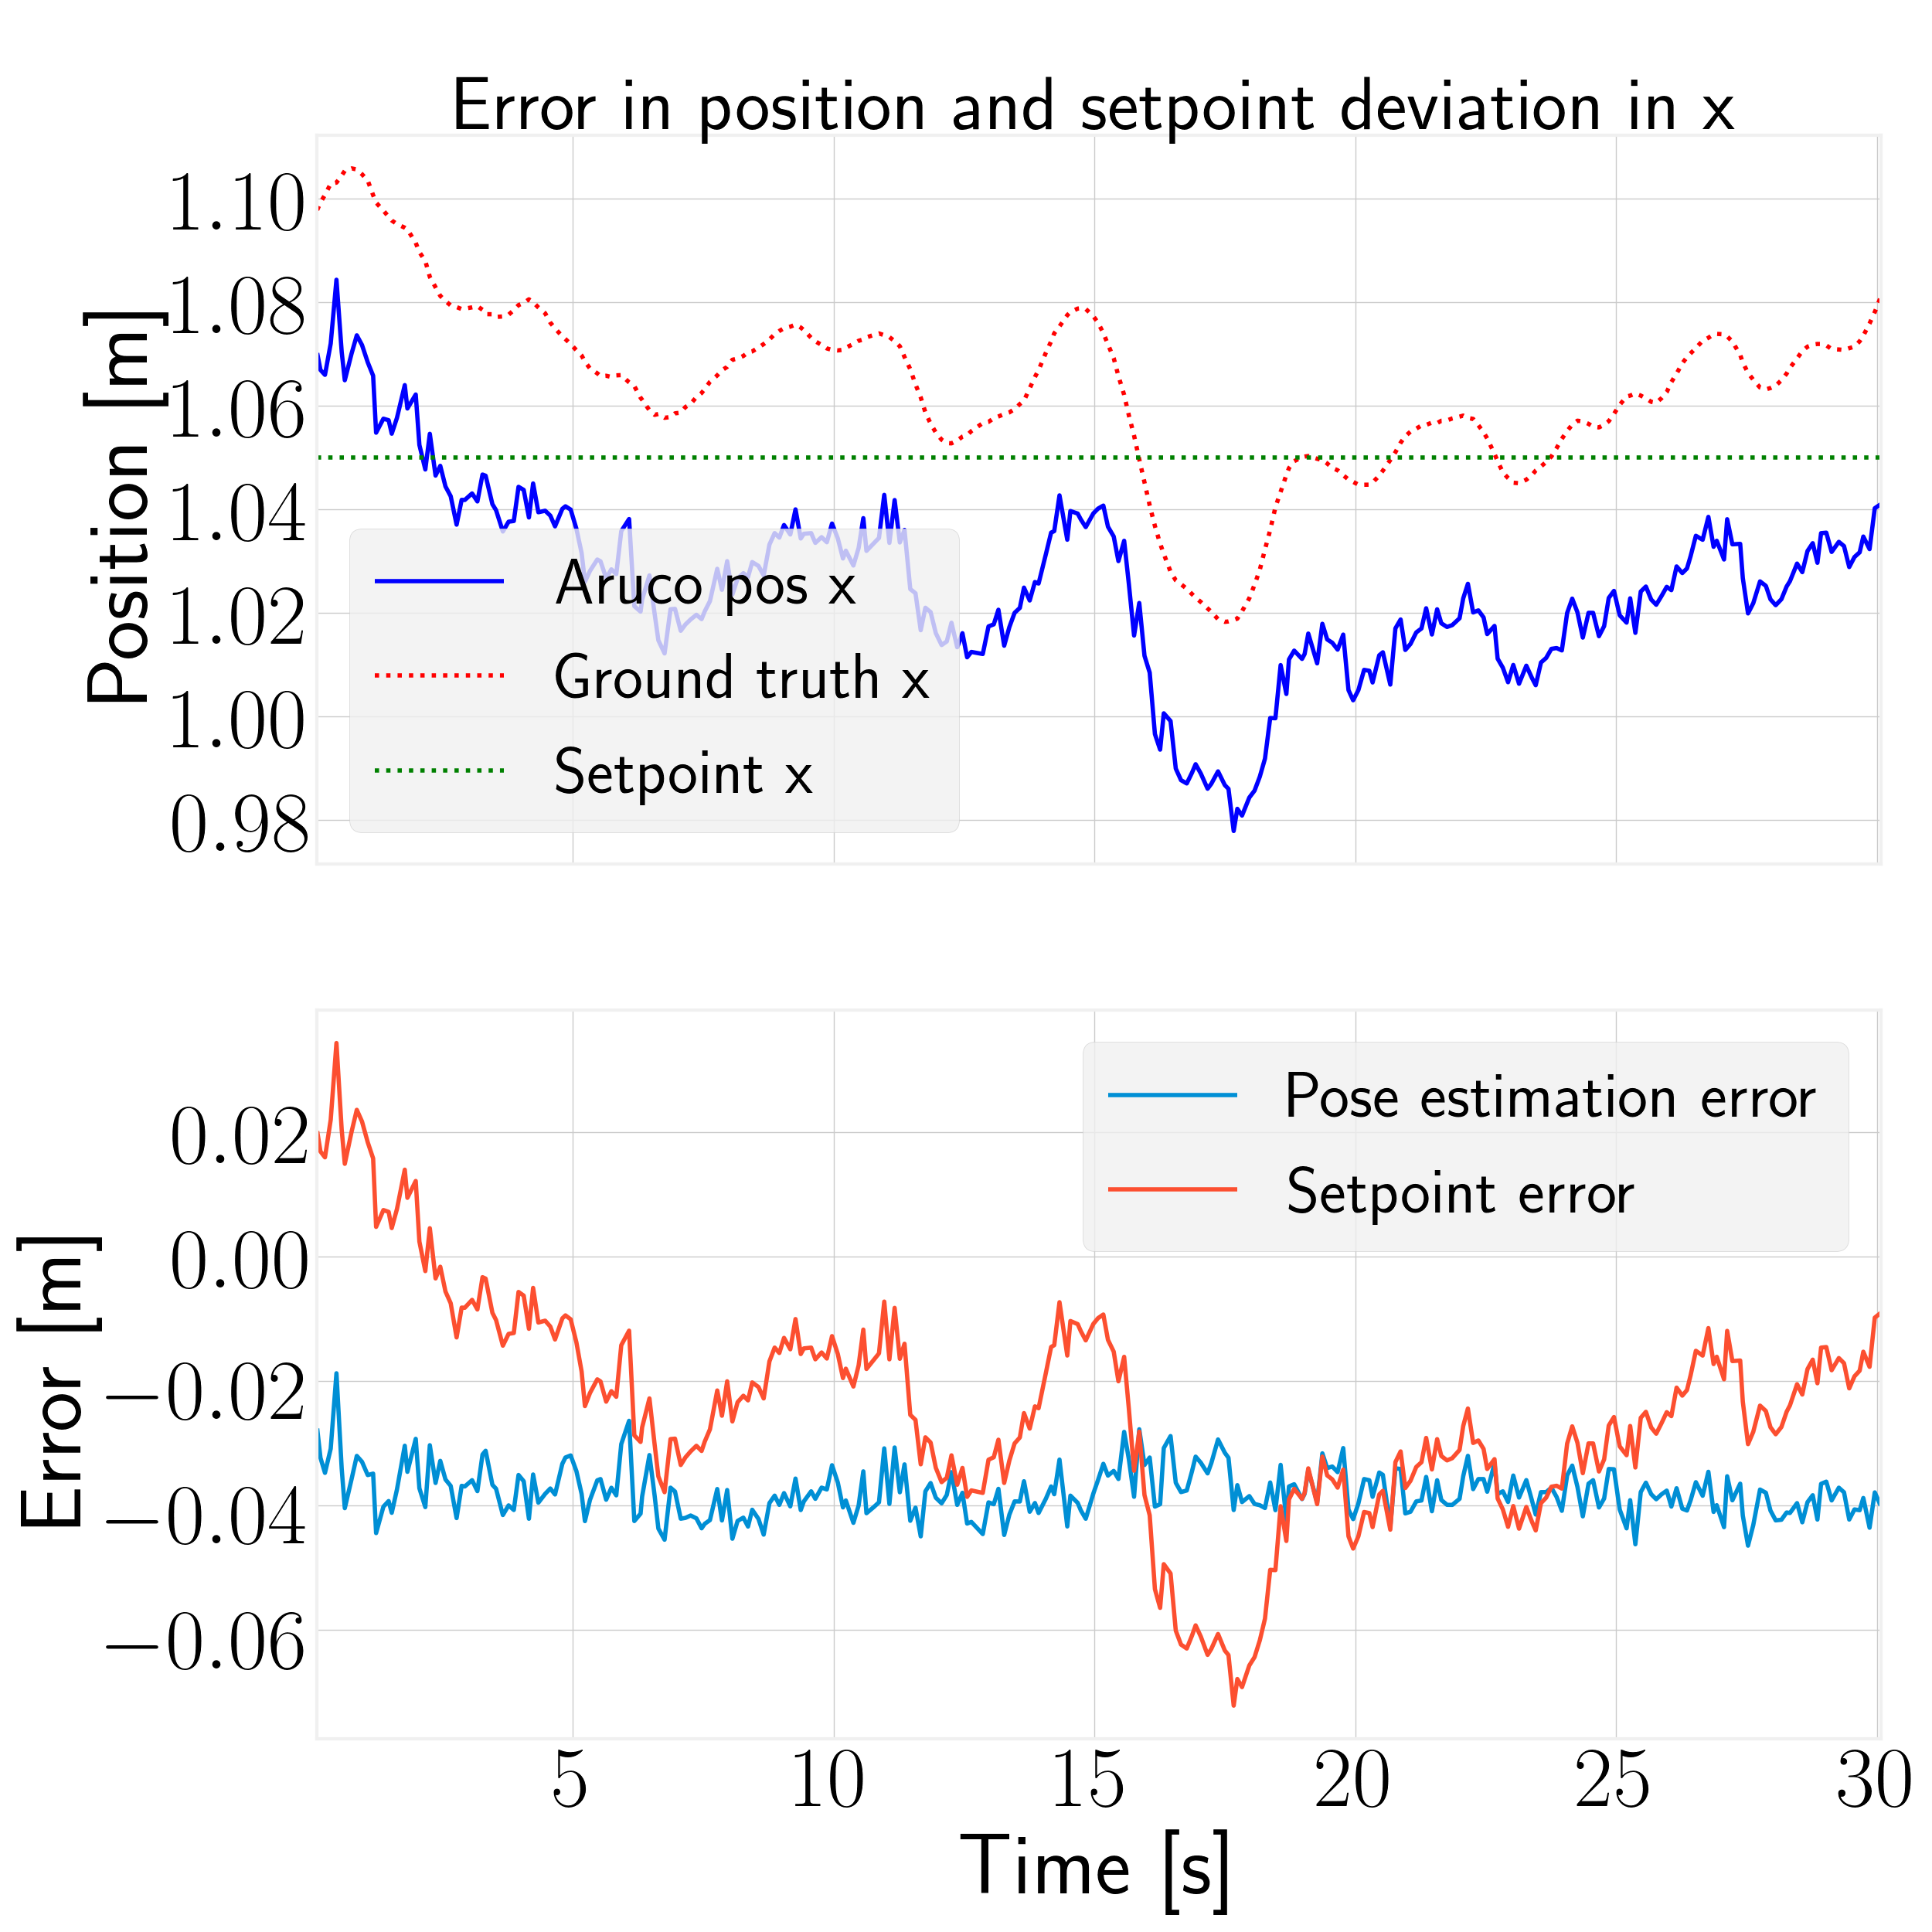 Error in position and setpoint deviation in x
Position [m]
1.10
1.08
1.06
1.04
1.02
1.00
0.98
Aruco pos x
Ground truth x
Setpoint x
Error [m]
0.02
0.00
−0.02
−0.04
−0.06
Pose estimation error
Setpoint error
5 10 15 20 25 30
Time [s]